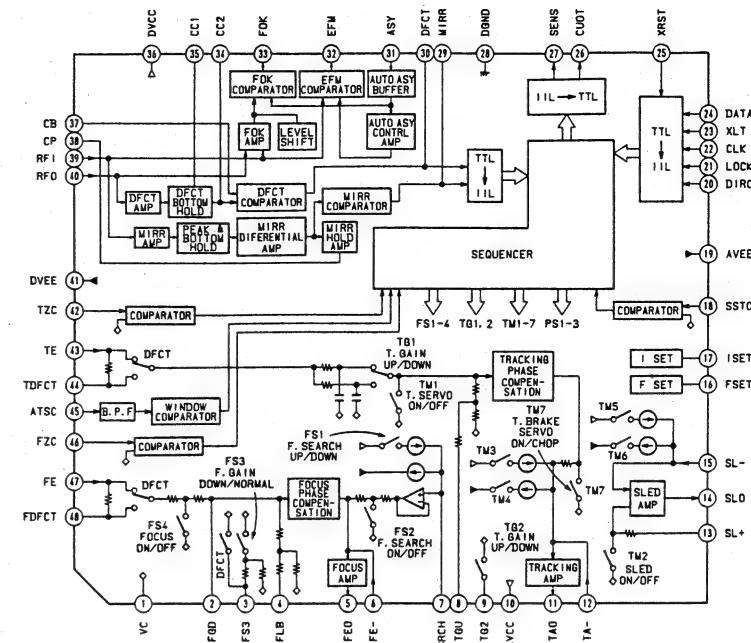 DVCC CC1 CC2 FOK EFM ASY DFCT MIRR DGND SENS CUOT XRST
36 35 34 33 32 31 30 29 28 27 26 25
FOK COMPARATOR
EFM COMPARATOR
AUTO ASY BUFFER
IIL → TTL
FOK AMP
LEVEL SHIFT
AUTO ASY CONTRL AMP
TTL ↓ IIL
CB 37
CP 38
RFI 39
RFO 40
24 DATA
23 XLT
22 CLK
21 LOCK
20 DIRC
DFCT AMP
DFCT BOTTOM HOLD
DFCT COMPARATOR
MIRR COMPARATOR
TTL ↓ IIL
MIRR AMP
PEAK & BOTTOM HOLD
MIRR DIFERENTIAL AMP
MIRR HOLD AMP
SEQUENCER
19 AVEE
DVEE 41
TZC 42
COMPARATOR
FS1-4 TG1, 2 TM1-7 PS1-3
COMPARATOR
18 SSTO
TE 43
DFCT
TDFCT 44
TG1
T. GAIN
UP/DOWN
TM1
T. SERVO
ON/OFF
TRACKING PHASE COMPEN-SATION
I SET
17 ISET
F SET
16 FSET
ATSC 45
B.P.F
WINDOW COMPARATOR
FZC 46
COMPARATOR
FS1
F. SEARCH
UP/DOWN
TM7
T. BRAKE
SERVO
ON/CHOP
TM3
TM4
TM7
TM5
TM6
15 SL-
14 SLO
13 SL+
SLED AMP
TM2
SLED
ON/OFF
FE 47
DFCT
FDFCT 48
FS3
F. GAIN
DOWN/NORMAL
FS4
FOCUS
ON/OFF
DFCT
FOCUS PHASE COMPEN-SATION
FS2
F. SEARCH
ON/OFF
FOCUS AMP
TG2
T. GAIN
UP/DOWN
TRACKING AMP
1 2 3 4 5 6 7 8 9 10 11 12
VC FGD FS3 FLB FEO FE- RCH TGU TG2 VCC TAO TA-